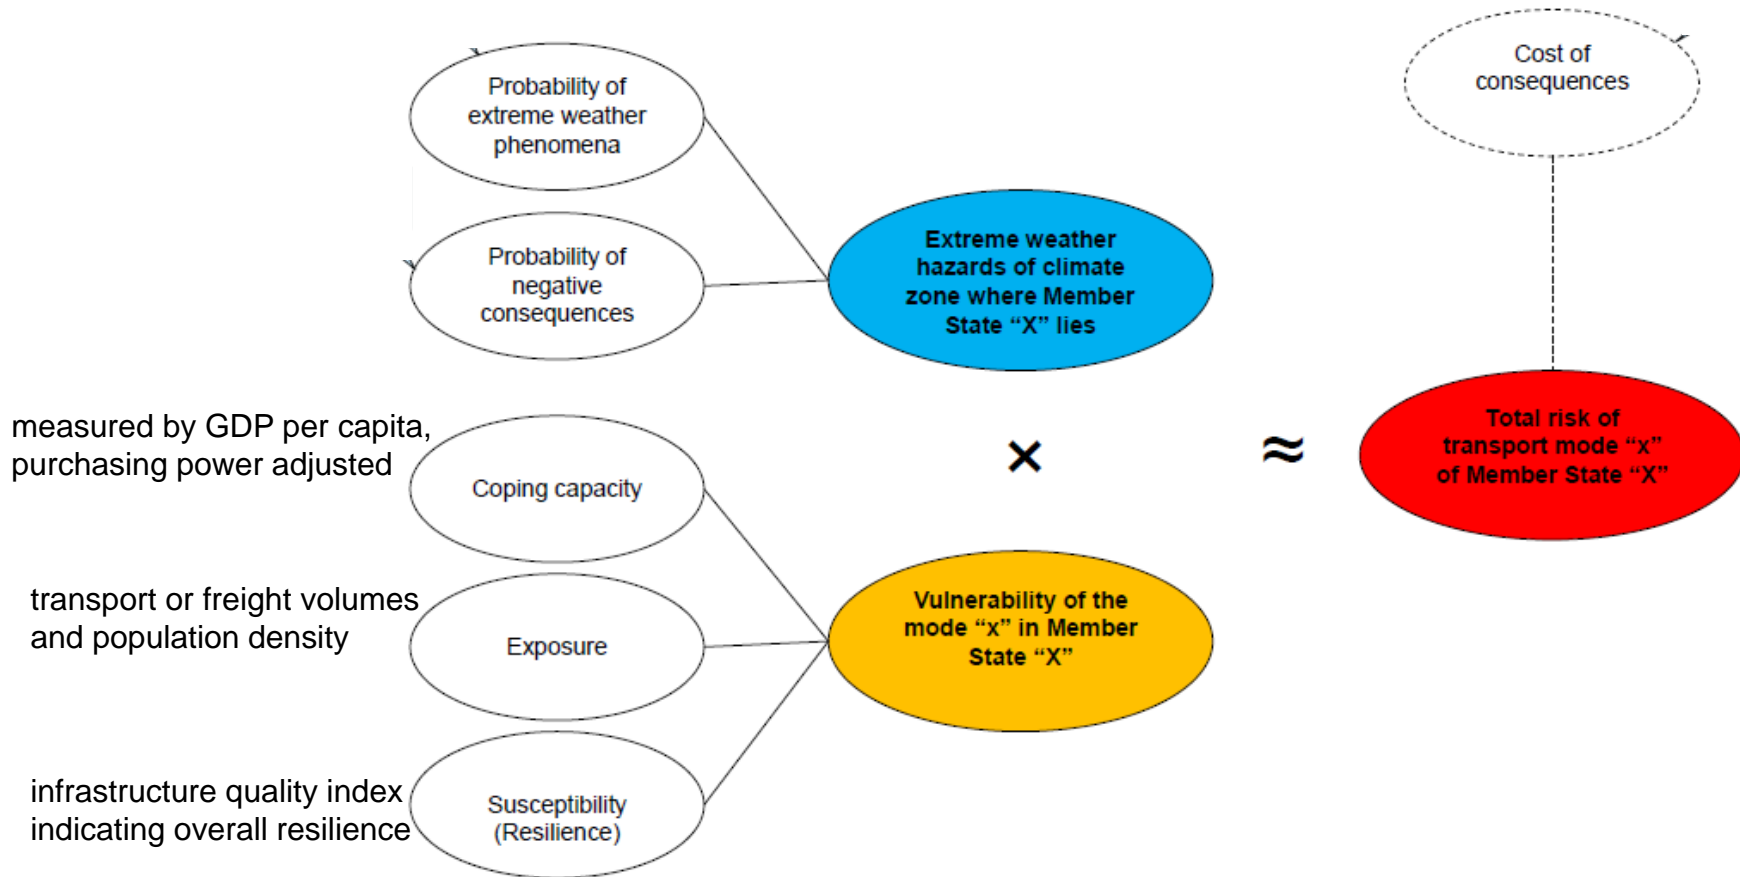 Probability of
extreme weather
phenomena
Cost of
consequences
Probability of
negative
consequences
Extreme weather
hazards of climate
zone where Member
State “X” lies
measured by GDP per capita,
purchasing power adjusted
Coping capacity
×
≈
Total risk of
transport mode “x”
of Member State “X”
transport or freight volumes
and population density
Exposure
Vulnerability of the
mode “x” in Member
State “X”
infrastructure quality index
indicating overall resilience
Susceptibility
(Resilience)